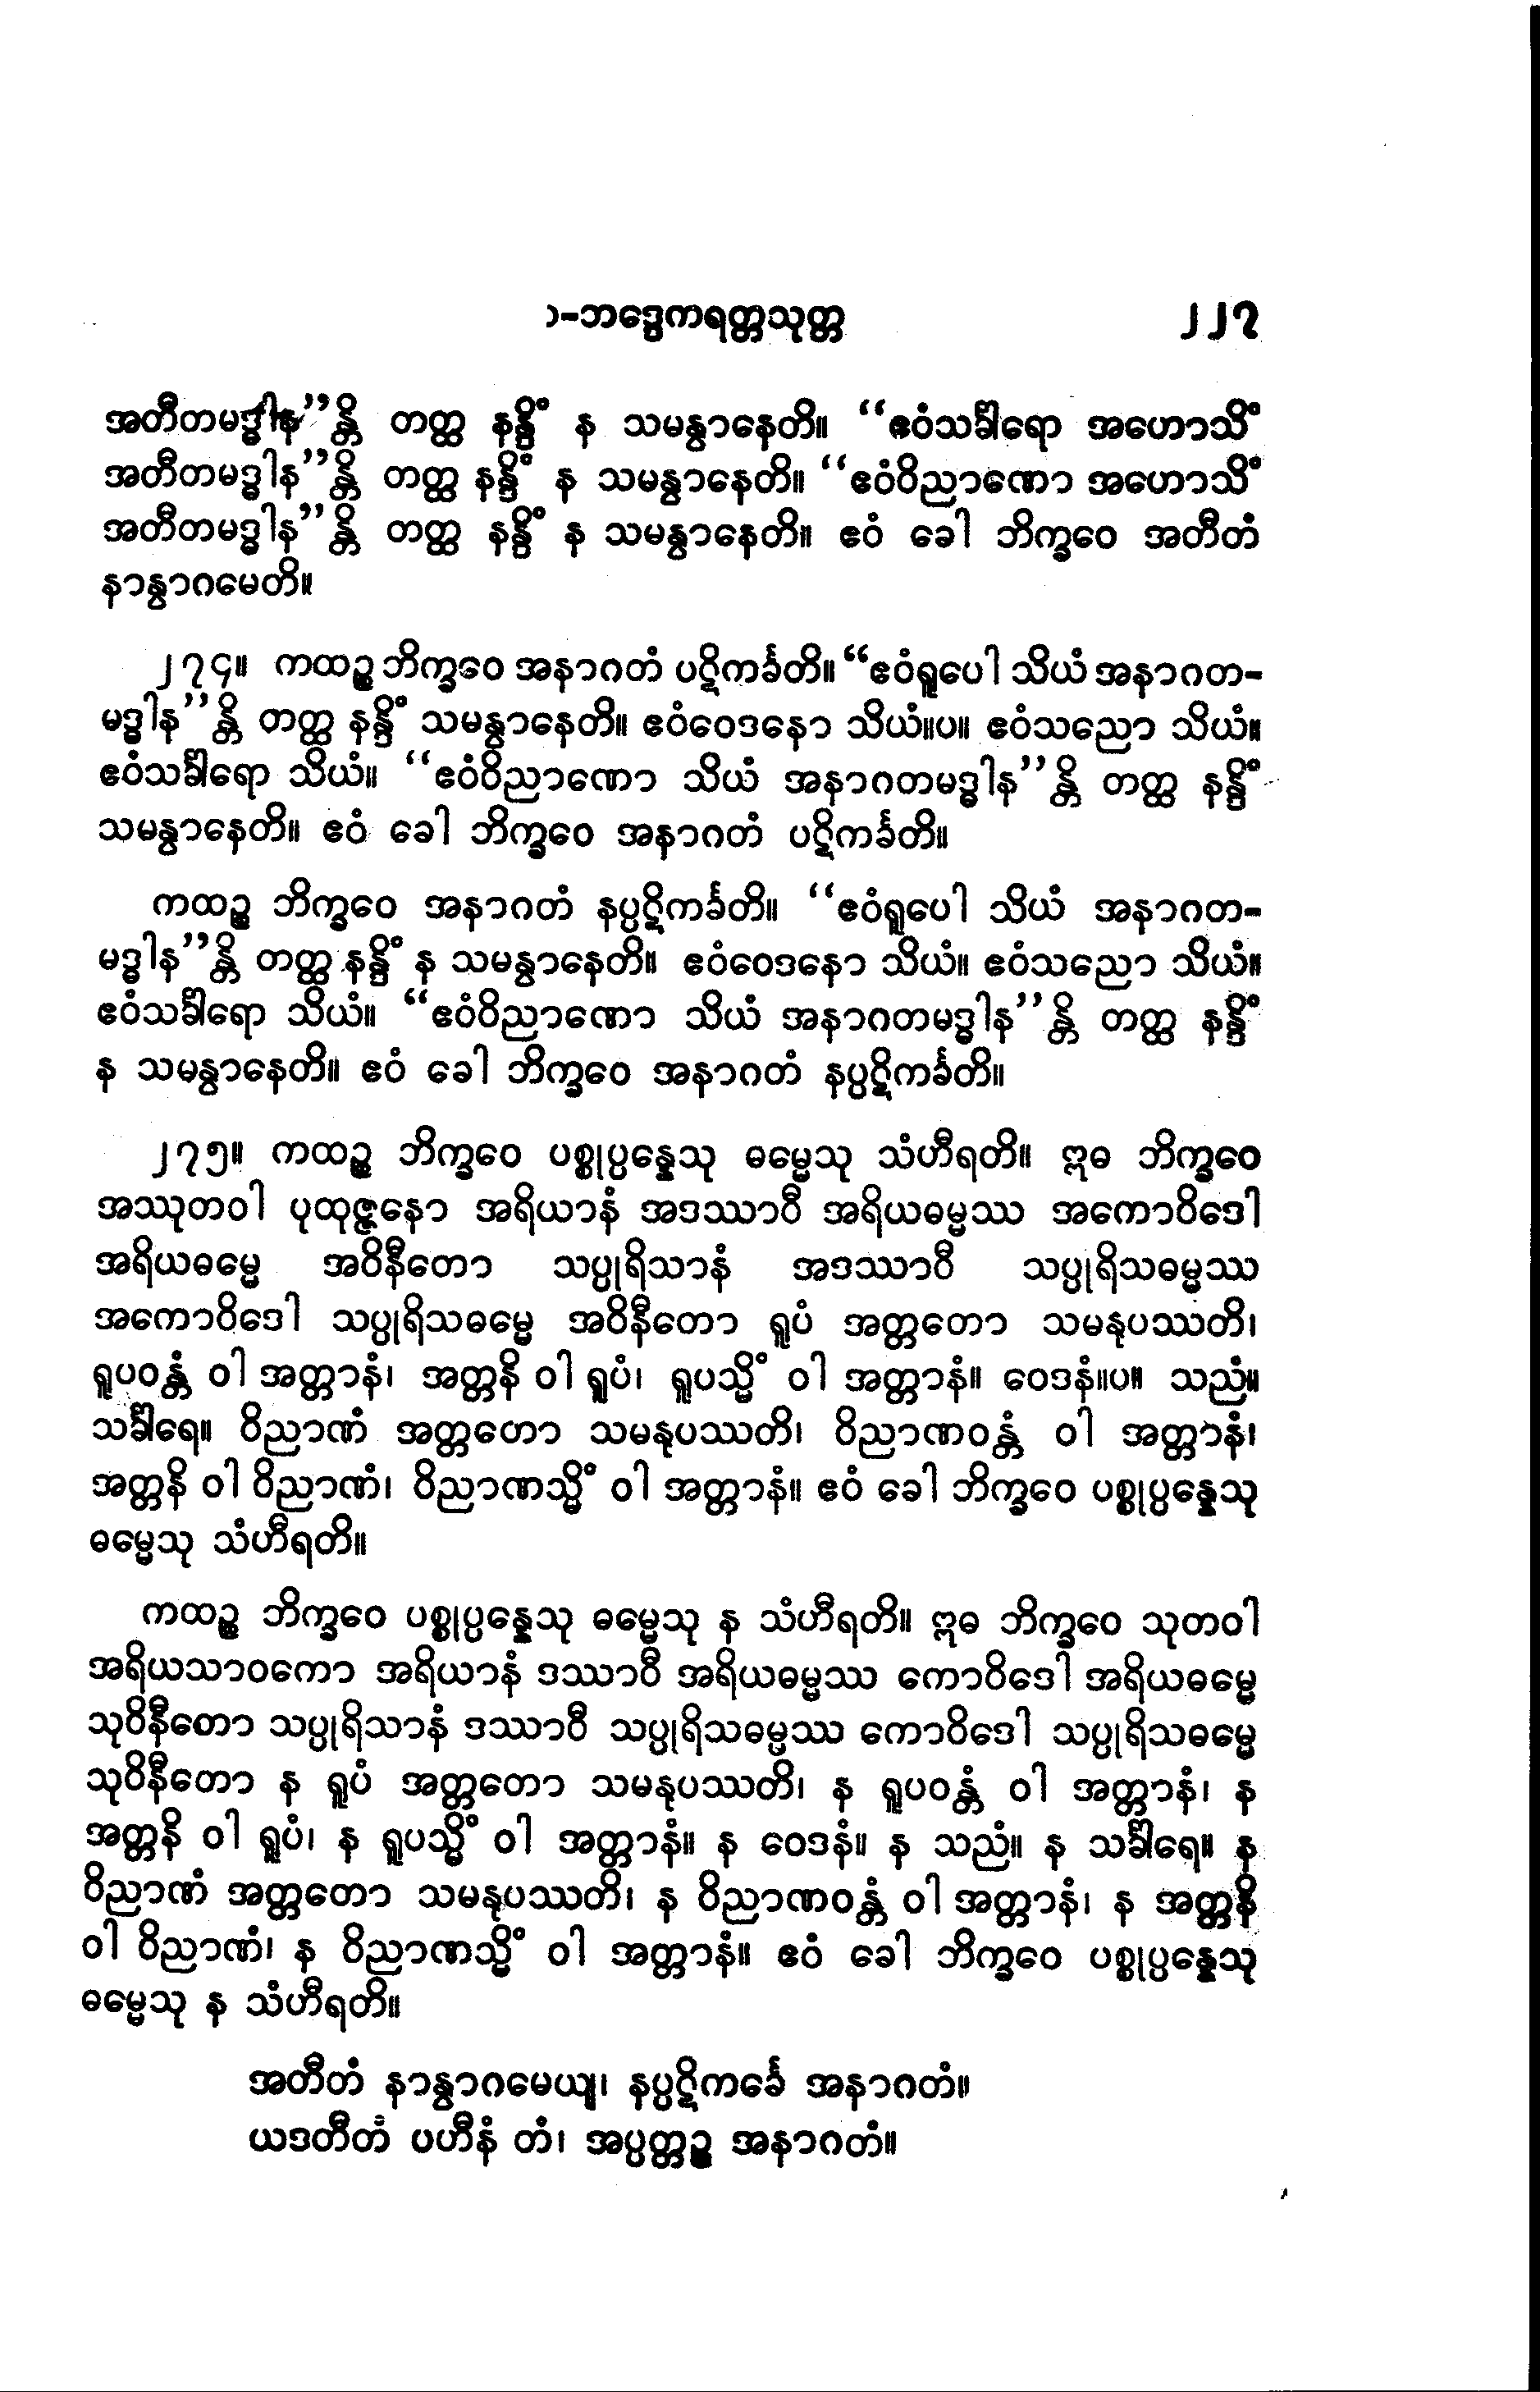 ၁-ဘဒ္ဒေကရတ္တသုတ္တ ၂၂၇
အတီတမဒ္ဓါန”န္တိ တတ္ထ နန္ဒိံ န သမန္ွာနေတိ။ “ဧဝံသင်္ခါရော အဟောသိံ
အတီတမဒ္ဓါန”န္တိ တတ္ထ နန္ဒိံ န သမန္ွာနေတိ။ “ဧဝံဝိညာဏော အဟောသိံ
အတီတမဒ္ဓါန”န္တိ တတ္ထ နန္ဒိံ န သမန္ွာနေတိ။ ဧဝံ ခေါ ဘိက္ခဝေ အတီတံ
နာန္ွာဂမေတိ။
၂၇၄။ ကထဉ္စ ဘိက္ခဝေ အနာဂတံ ပဋိကင်္ခတိ။ “ဧဝံရူပေါ သိယံ အနာဂတ-
မဒ္ဓါန”န္တိ တတ္ထ နန္ဒိံ သမန္ွာနေတိ။ ဧဝံဝေဒနော သိယံ။ပ။ ဧဝံသညော သိယံ။
ဧဝံသင်္ခါရော သိယံ။ “ဧဝံဝိညာဏော သိယံ အနာဂတမဒ္ဓါန”န္တိ တတ္ထ နန္ဒိံ
သမန္ွာနေတိ။ ဧဝံ ခေါ ဘိက္ခဝေ အနာဂတံ ပဋိကင်္ခတိ။
ကထဉ္စ ဘိက္ခဝေ အနာဂတံ နပ္ပဋိကင်္ခတိ။ “ဧဝံရူပေါ သိယံ အနာဂတ-
မဒ္ဓါန”န္တိ တတ္ထ နန္ဒိံ န သမန္ွာနေတိ။ ဧဝံဝေဒနော သိယံ။ ဧဝံသညော သိယံ။
ဧဝံသင်္ခါရော သိယံ။ “ဧဝံဝိညာဏော သိယံ အနာဂတမဒ္ဓါန”န္တိ တတ္ထ နန္ဒိံ
န သမန္ွာနေတိ။ ဧဝံ ခေါ ဘိက္ခဝေ အနာဂတံ နပ္ပဋိကင်္ခတိ။
၂၇၅။ ကထဉ္စ ဘိက္ခဝေ ပစ္စုပ္ပန္နေသု ဓမ္မေသု သံဟီရတိ။ ဣဓ ဘိက္ခဝေ
အဿုတဝါ ပုထုဇ္ဇနော အရိယာနံ အဒဿာဝီ အရိယဓမ္မဿ အကောဝိဒေါ
အရိယဓမ္မေ အဝိနီတော သပ္ပုရိသာနံ အဒဿာဝီ သပ္ပုရိသဓမ္မဿ
အကောဝိဒေါ သပ္ပုရိသဓမ္မေ အဝိနီတော ရူပံ အတ္တတော သမနုပဿတိ၊
ရူပဝန္တံ ဝါ အတ္တာနံ၊ အတ္တနိ ဝါ ရူပံ၊ ရူပသ္မိံ ဝါ အတ္တာနံ။ ဝေဒနံ။ပ။ သညံ။
သင်္ခါရေ။ ဝိညာဏံ အတ္တတော သမနုပဿတိ၊ ဝိညာဏဝန္တံ ဝါ အတ္တာနံ၊
အတ္တနိ ဝါ ဝိညာဏံ၊ ဝိညာဏသ္မိံ ဝါ အတ္တာနံ။ ဧဝံ ခေါ ဘိက္ခဝေ ပစ္စုပ္ပန္နေသု
ဓမ္မေသု သံဟီရတိ။
ကထဉ္စ ဘိက္ခဝေ ပစ္စုပ္ပန္နေသု ဓမ္မေသု န သံဟီရတိ။ ဣဓ ဘိက္ခဝေ သုတဝါ
အရိယသာဝကော အရိယာနံ ဒဿာဝီ အရိယဓမ္မဿ ကောဝိဒေါ အရိယဓမ္မေ
သုဝိနီတော သပ္ပုရိသာနံ ဒဿာဝီ သပ္ပုရိသဓမ္မဿ ကောဝိဒေါ သပ္ပုရိသဓမ္မေ
သုဝိနီတော န ရူပံ အတ္တတော သမနုပဿတိ၊ န ရူပဝန္တံ ဝါ အတ္တာနံ၊ န
အတ္တနိ ဝါ ရူပံ၊ န ရူပသ္မိံ ဝါ အတ္တာနံ။ န ဝေဒနံ။ န သညံ။ န သင်္ခါရေ။ န
ဝိညာဏံ အတ္တတော သမနုပဿတိ၊ န ဝိညာဏဝန္တံ ဝါ အတ္တာနံ၊ န အတ္တနိ
ဝါ ဝိညာဏံ၊ န ဝိညာဏသ္မိံ ဝါ အတ္တာနံ။ ဧဝံ ခေါ ဘိက္ခဝေ ပစ္စုပ္ပန္နေသု
ဓမ္မေသု န သံဟီရတိ။
အတီတံ နာန္ွာဂမေယျ၊ နပ္ပဋိကင်္ခေ အနာဂတံ။
ယဒတီတံ ပဟီနံ တံ၊ အပ္ပတ္တဉ္စ အနာဂတံ။